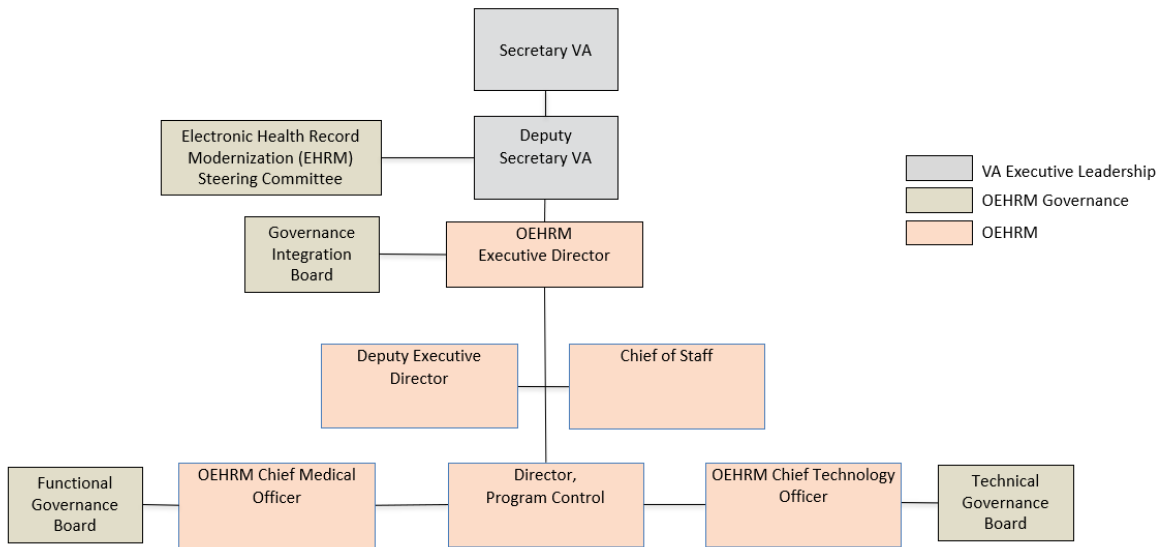 Secretary VA
Electronic Health Record
Modernization (EHRM)
Steering Committee
Deputy
Secretary VA
VA Executive Leadership
OEHRM Governance
OEHRM
Governance
Integration
Board
OEHRM
Executive Director
Deputy Executive
Director
Chief of Staff
Functional
Governance
Board
OEHRM Chief Medical
Officer
Director,
Program Control
OEHRM Chief Technology
Officer
Technical
Governance
Board